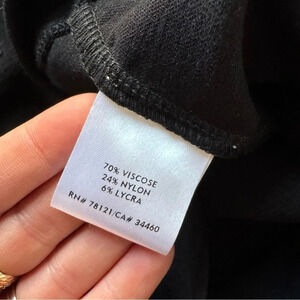 70% VISCOSE
24% NYLON
6% LYCRA
RN# 78121/CA# 34460